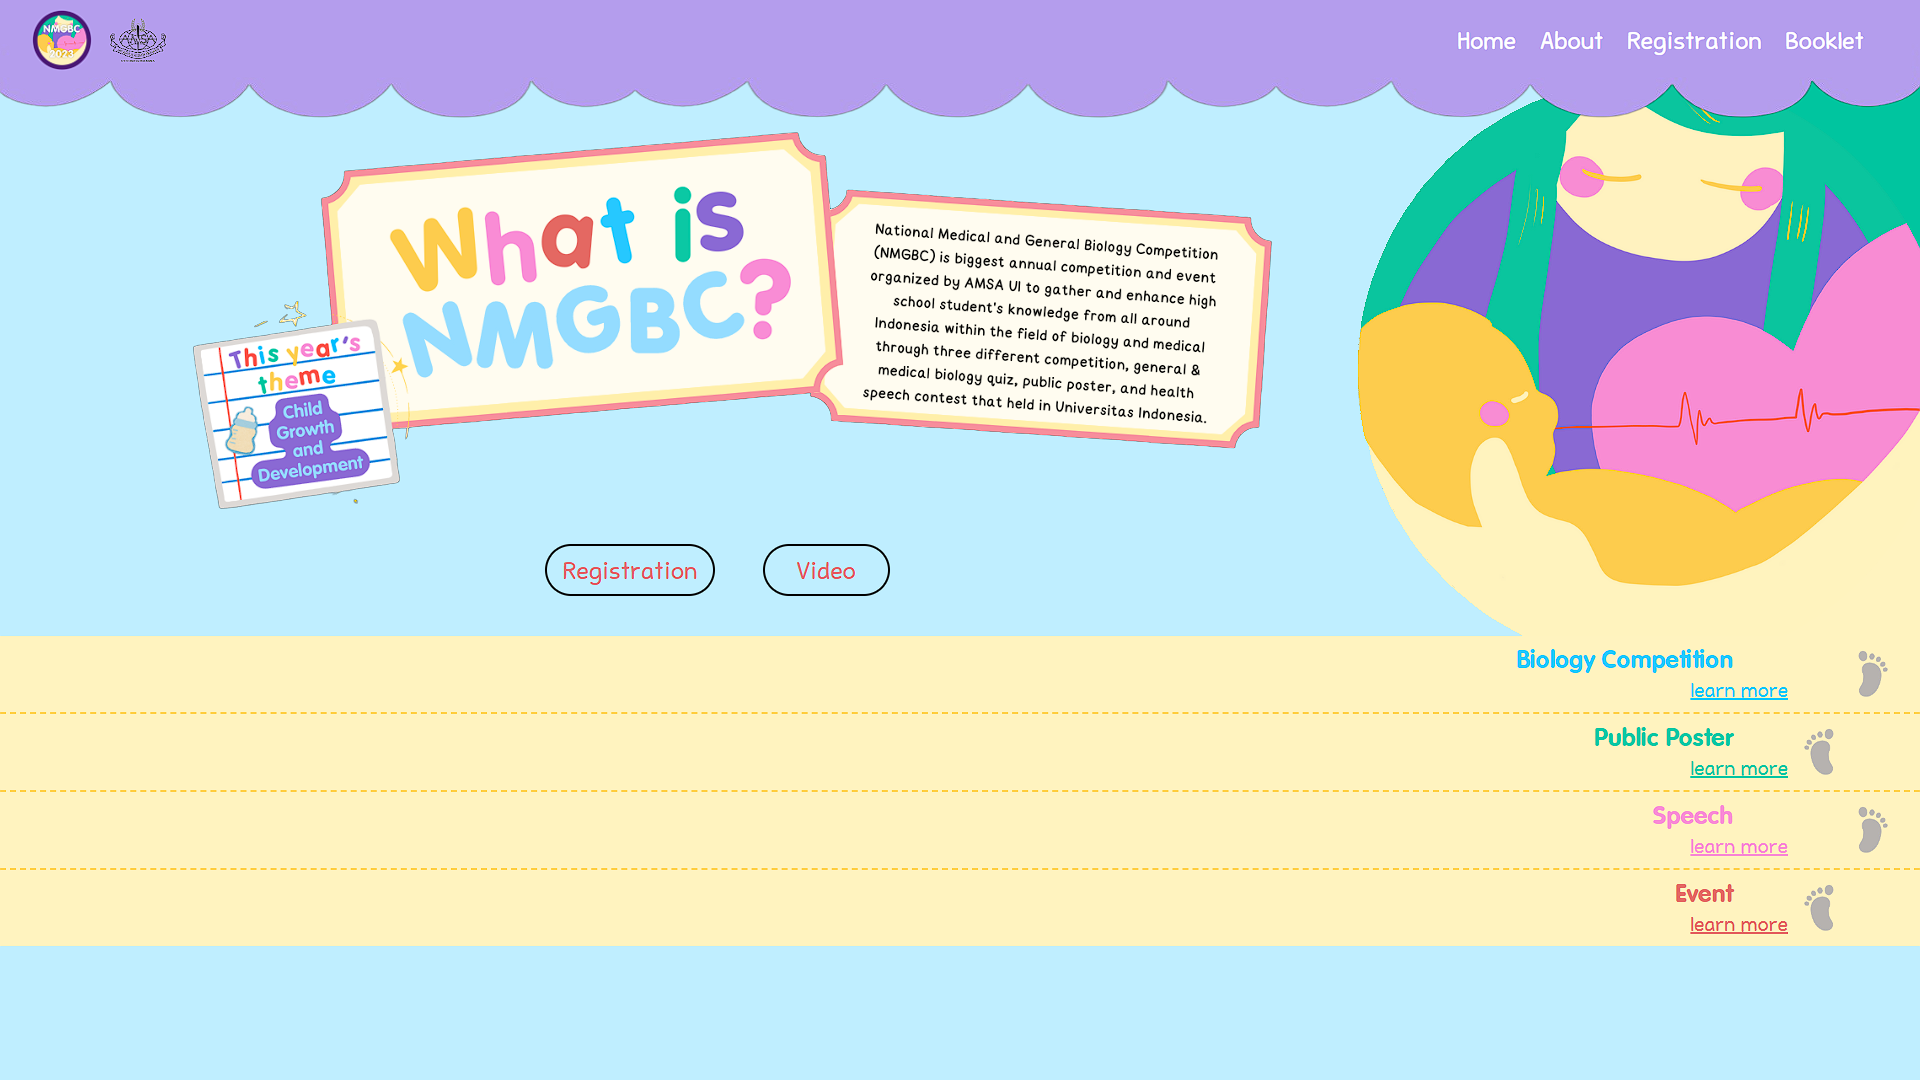 NMGBC
2023
Home About Registration Booklet
What is
NMGBC?
National Medical and General Biology Competition
(NMGBC) is biggest annual competition and event
organized by AMSA UI to gather and enhance high
school student's knowledge from all around
Indonesia within the field of biology and medical
through three different competition, general &
medical biology quiz, public poster, and health
speech contest that held in Universitas Indonesia.
This year's
theme
Child
Growth
and
Development
Registration Video
Biology Competition
learn more
Public Poster
learn more
Speech
learn more
Event
learn more